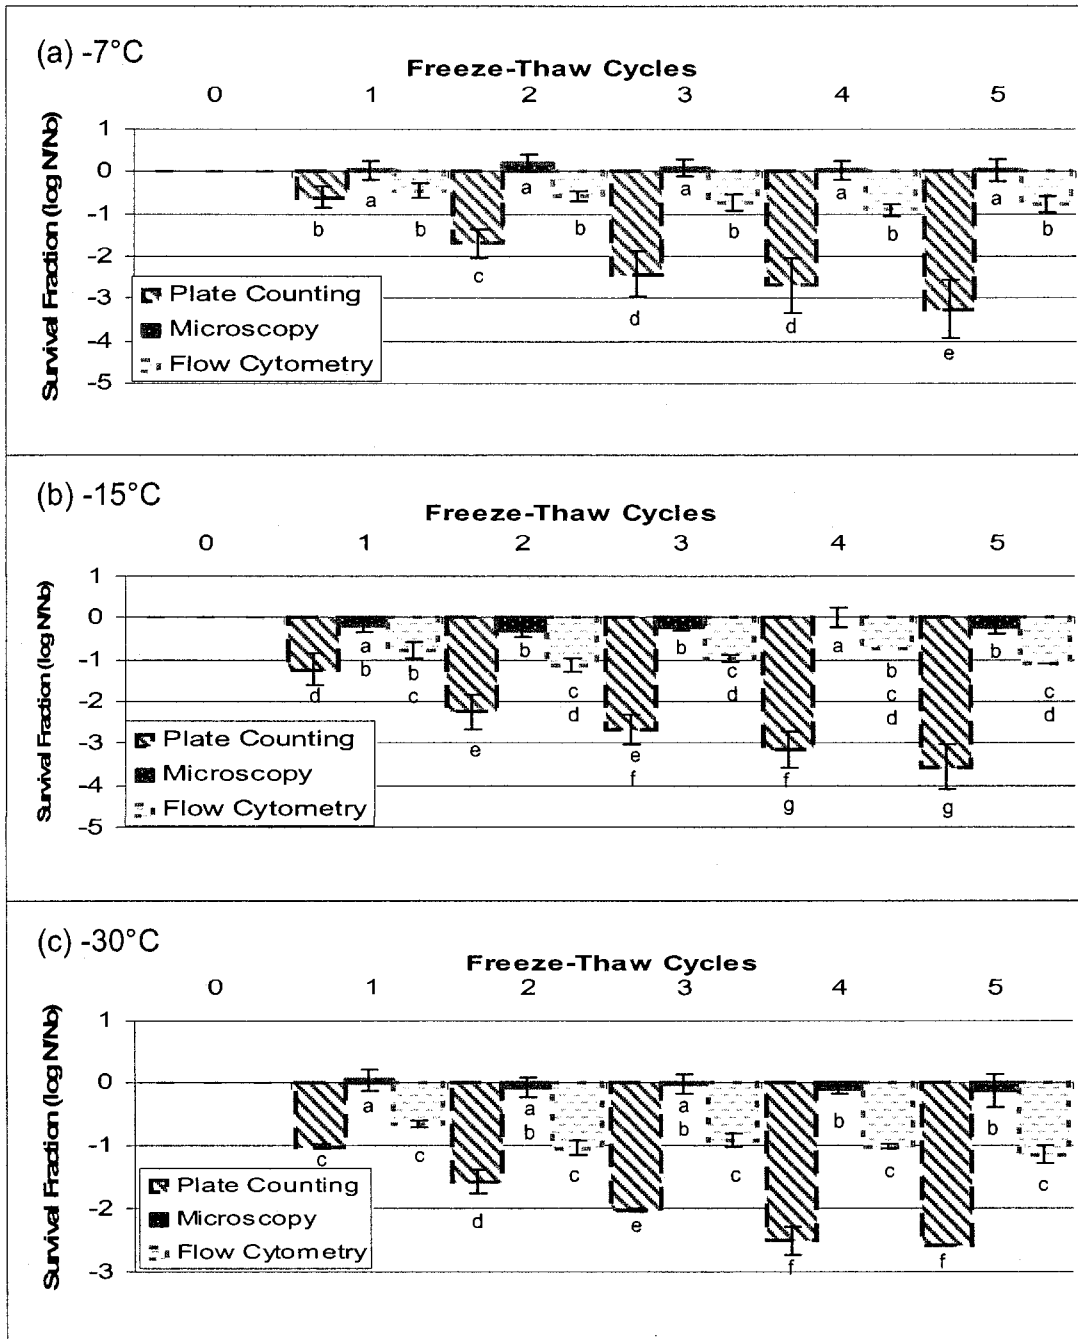 (a) -7°C
Freeze-Thaw Cycles
0 1 2 3 4 5
Survival Fraction (log N/No)
1
0
-1
-2
-3
-4
-5
a a a a a
b b b b b b
c
d d
e
Plate Counting
Microscopy
Flow Cytometry
(b) -15°C
Freeze-Thaw Cycles
0 1 2 3 4 5
Survival Fraction (log N/No)
1
0
-1
-2
-3
-4
-5
a b b a b
d b b c c b c
c d d c d
d
e e f g
f g
Plate Counting
Microscopy
Flow Cytometry
(c) -30°C
Freeze-Thaw Cycles
0 1 2 3 4 5
Survival Fraction (log N/No)
1
0
-1
-2
-3
a a a b b
b b
c c c c c c
d e
f f
Plate Counting
Microscopy
Flow Cytometry